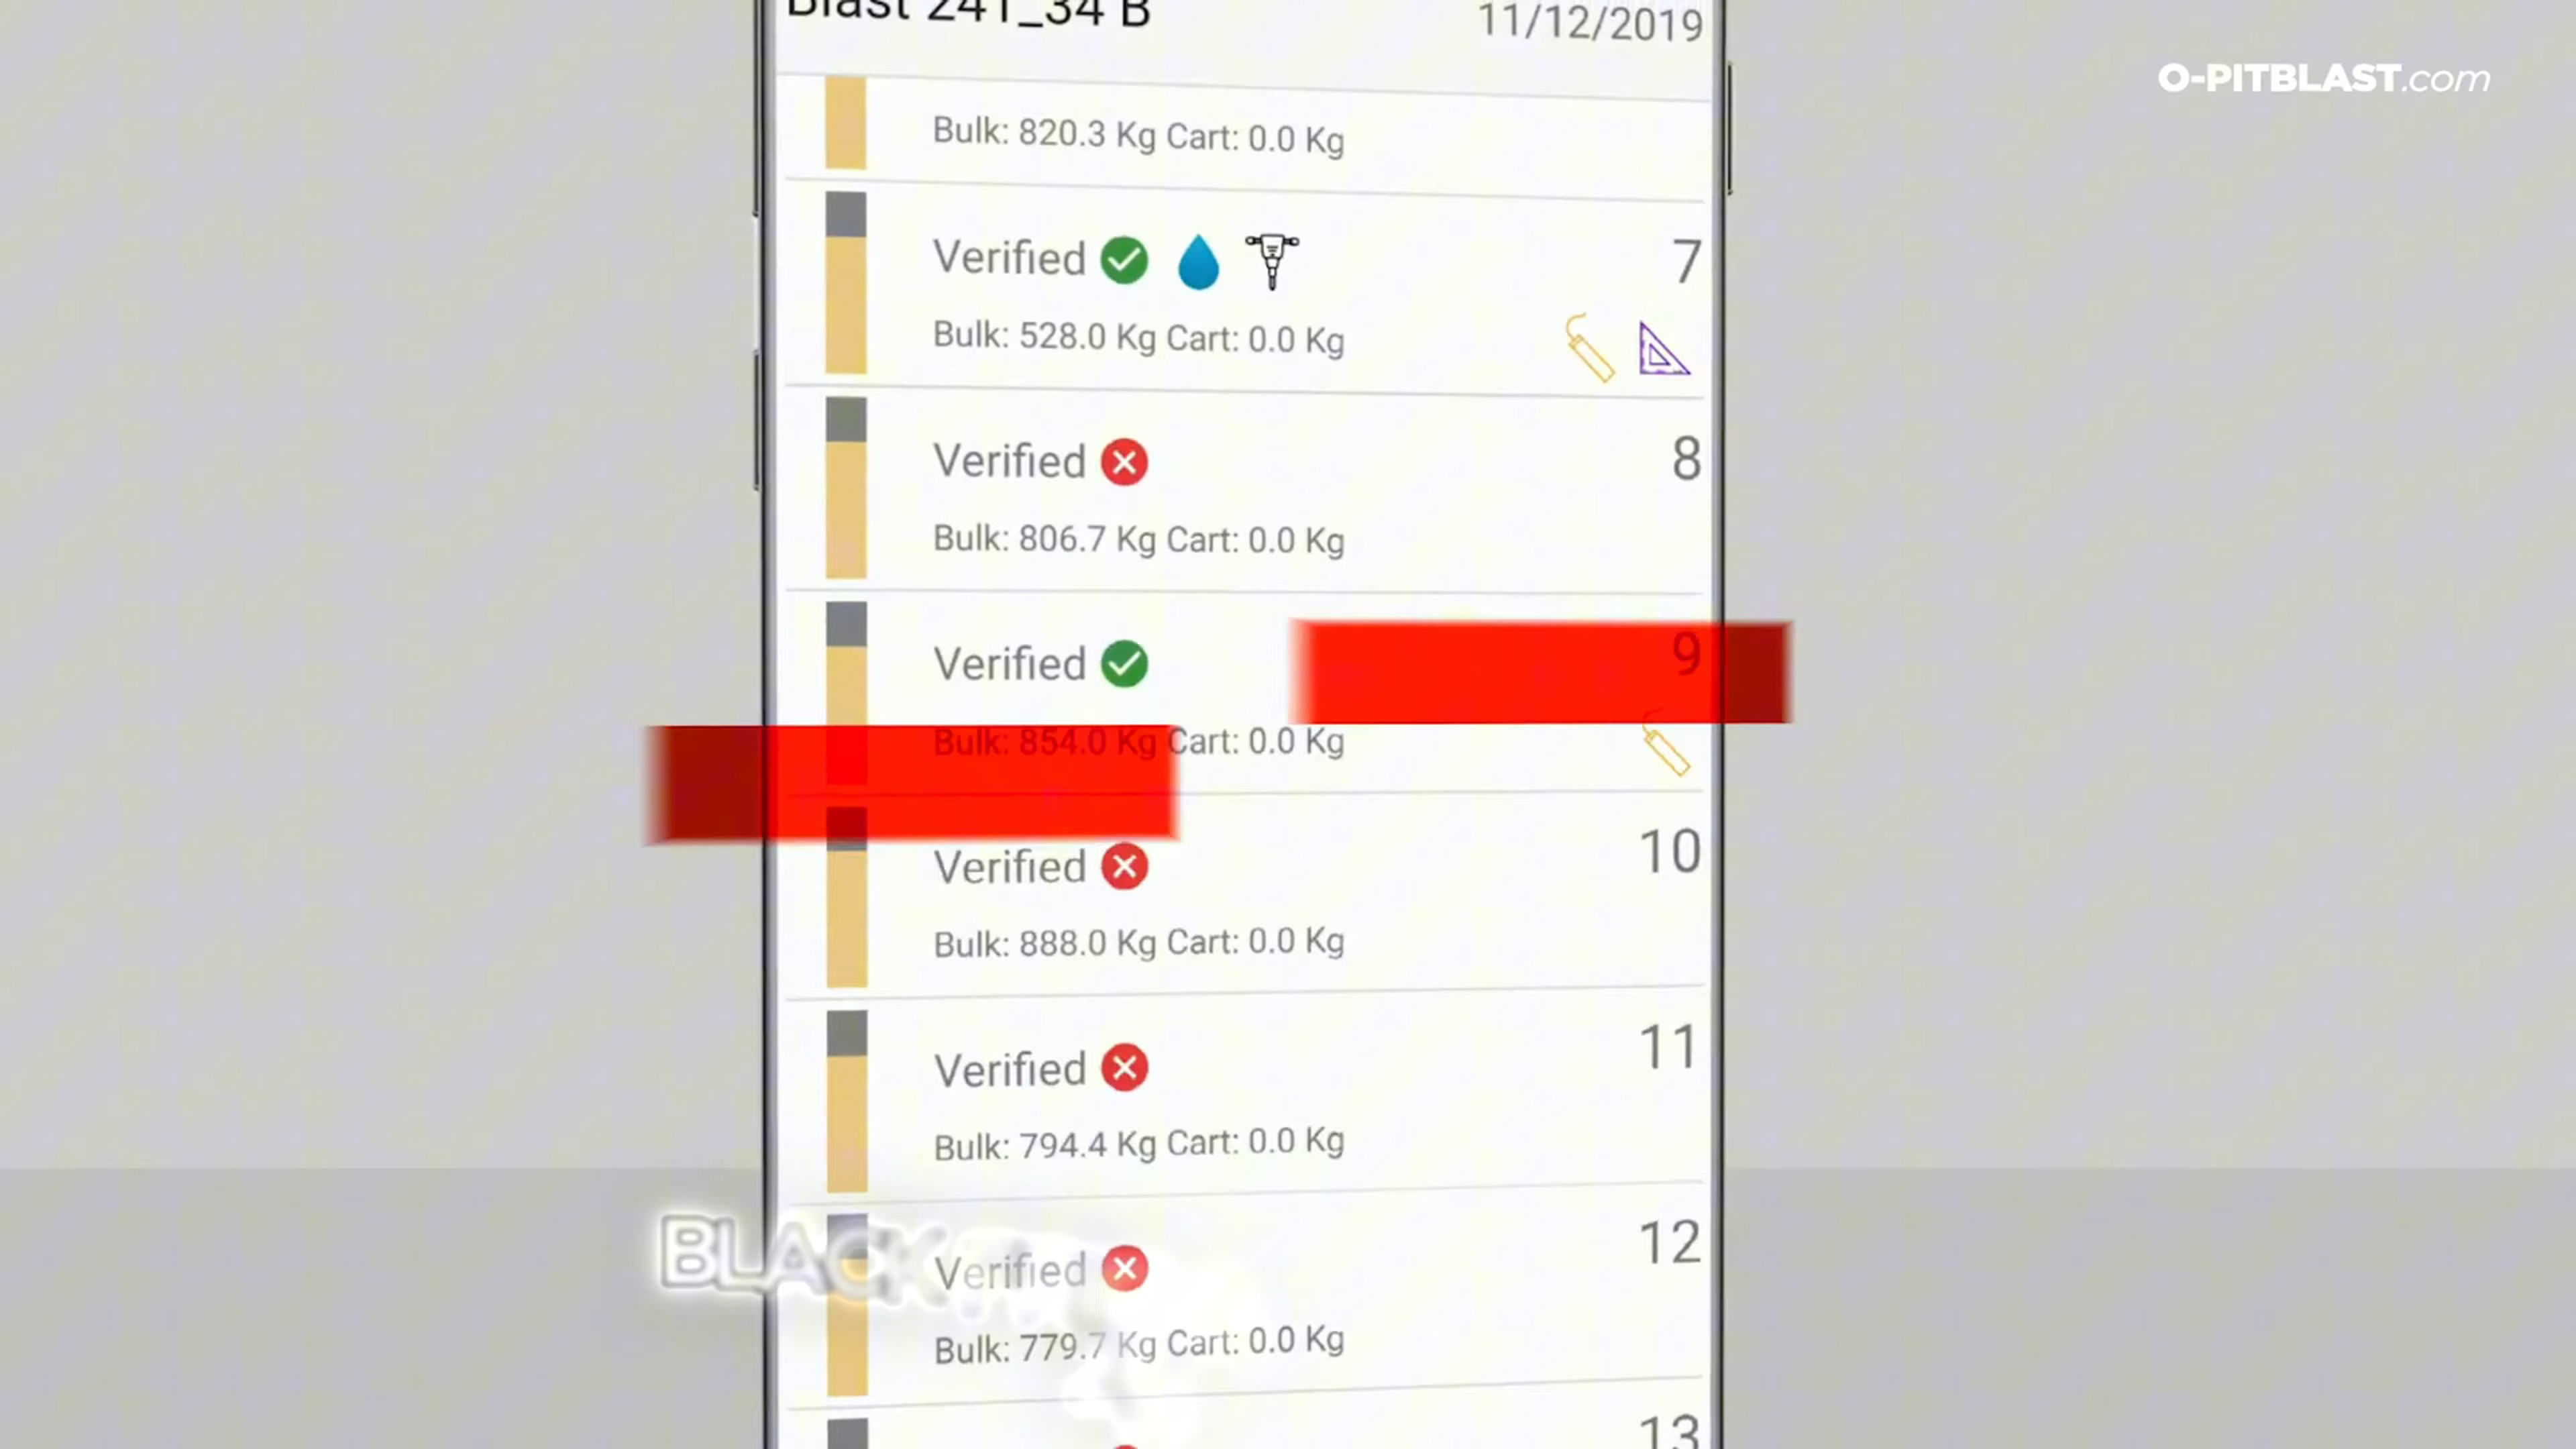 Blast 241_34 B
11/12/2019
O-PITBLAST.com
Bulk: 820.3 Kg Cart: 0.0 Kg
Verified
7
Bulk: 528.0 Kg Cart: 0.0 Kg
Verified
8
Bulk: 806.7 Kg Cart: 0.0 Kg
Verified
9
Bulk: 854.0 Kg Cart: 0.0 Kg
Verified
10
Bulk: 888.0 Kg Cart: 0.0 Kg
Verified
11
Bulk: 794.4 Kg Cart: 0.0 Kg
Verified
12
Bulk: 779.7 Kg Cart: 0.0 Kg
13